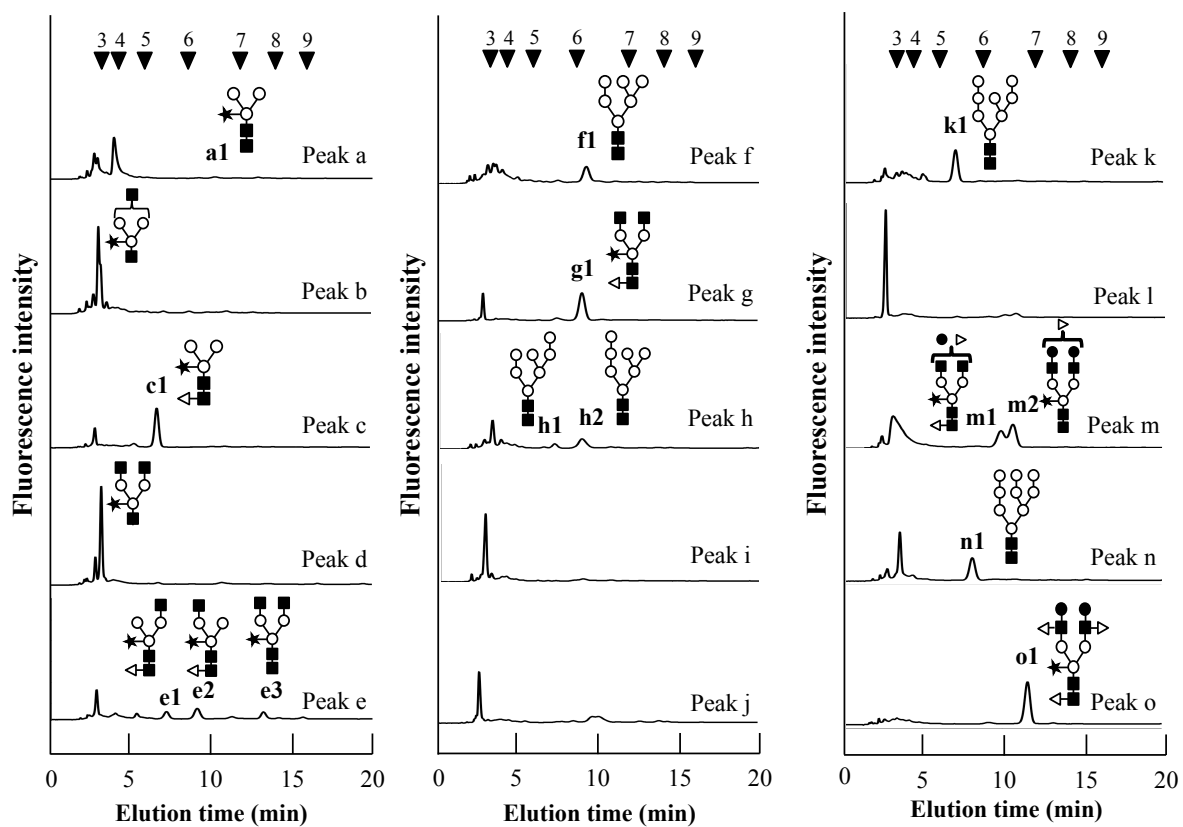 3 4 5 6 7 8 9
a1
Peak a
Peak b
c1
Peak c
Peak d
e1 e2 e3
Peak e
0 5 10 15 20
Elution time (min)
Fluorescence intensity
3 4 5 6 7 8 9
f1
Peak f
g1
Peak g
h1 h2
Peak h
Peak i
Peak j
0 5 10 15 20
Elution time (min)
Fluorescence intensity
3 4 5 6 7 8 9
k1
Peak k
Peak l
m1 m2
Peak m
n1
Peak n
o1
Peak o
0 5 10 15 20
Elution time (min)
Fluorescence intensity